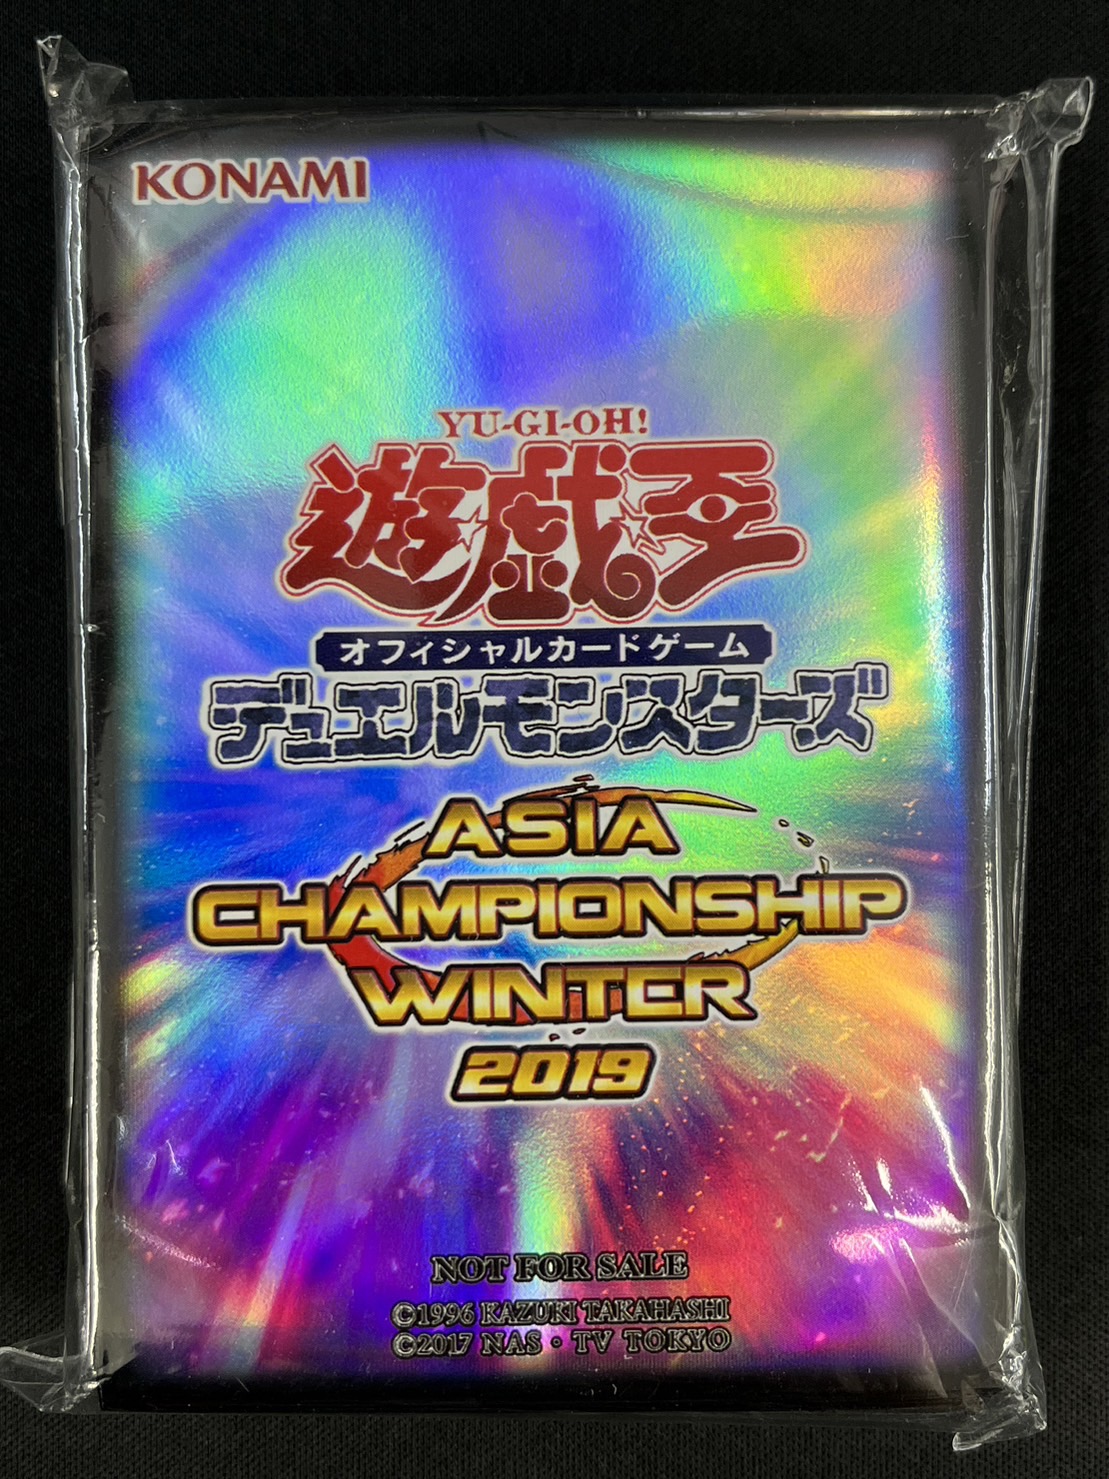 KONAMI
YU-GI-OH!
遊戯王
オフィシャルカードゲーム
デュエルモンスターズ
ASIA
CHAMPIONSHIP
WINTER
2019
NOT FOR SALE
©1996 KAZUKI TAKAHASHI
©2017 NAS・TV TOKYO